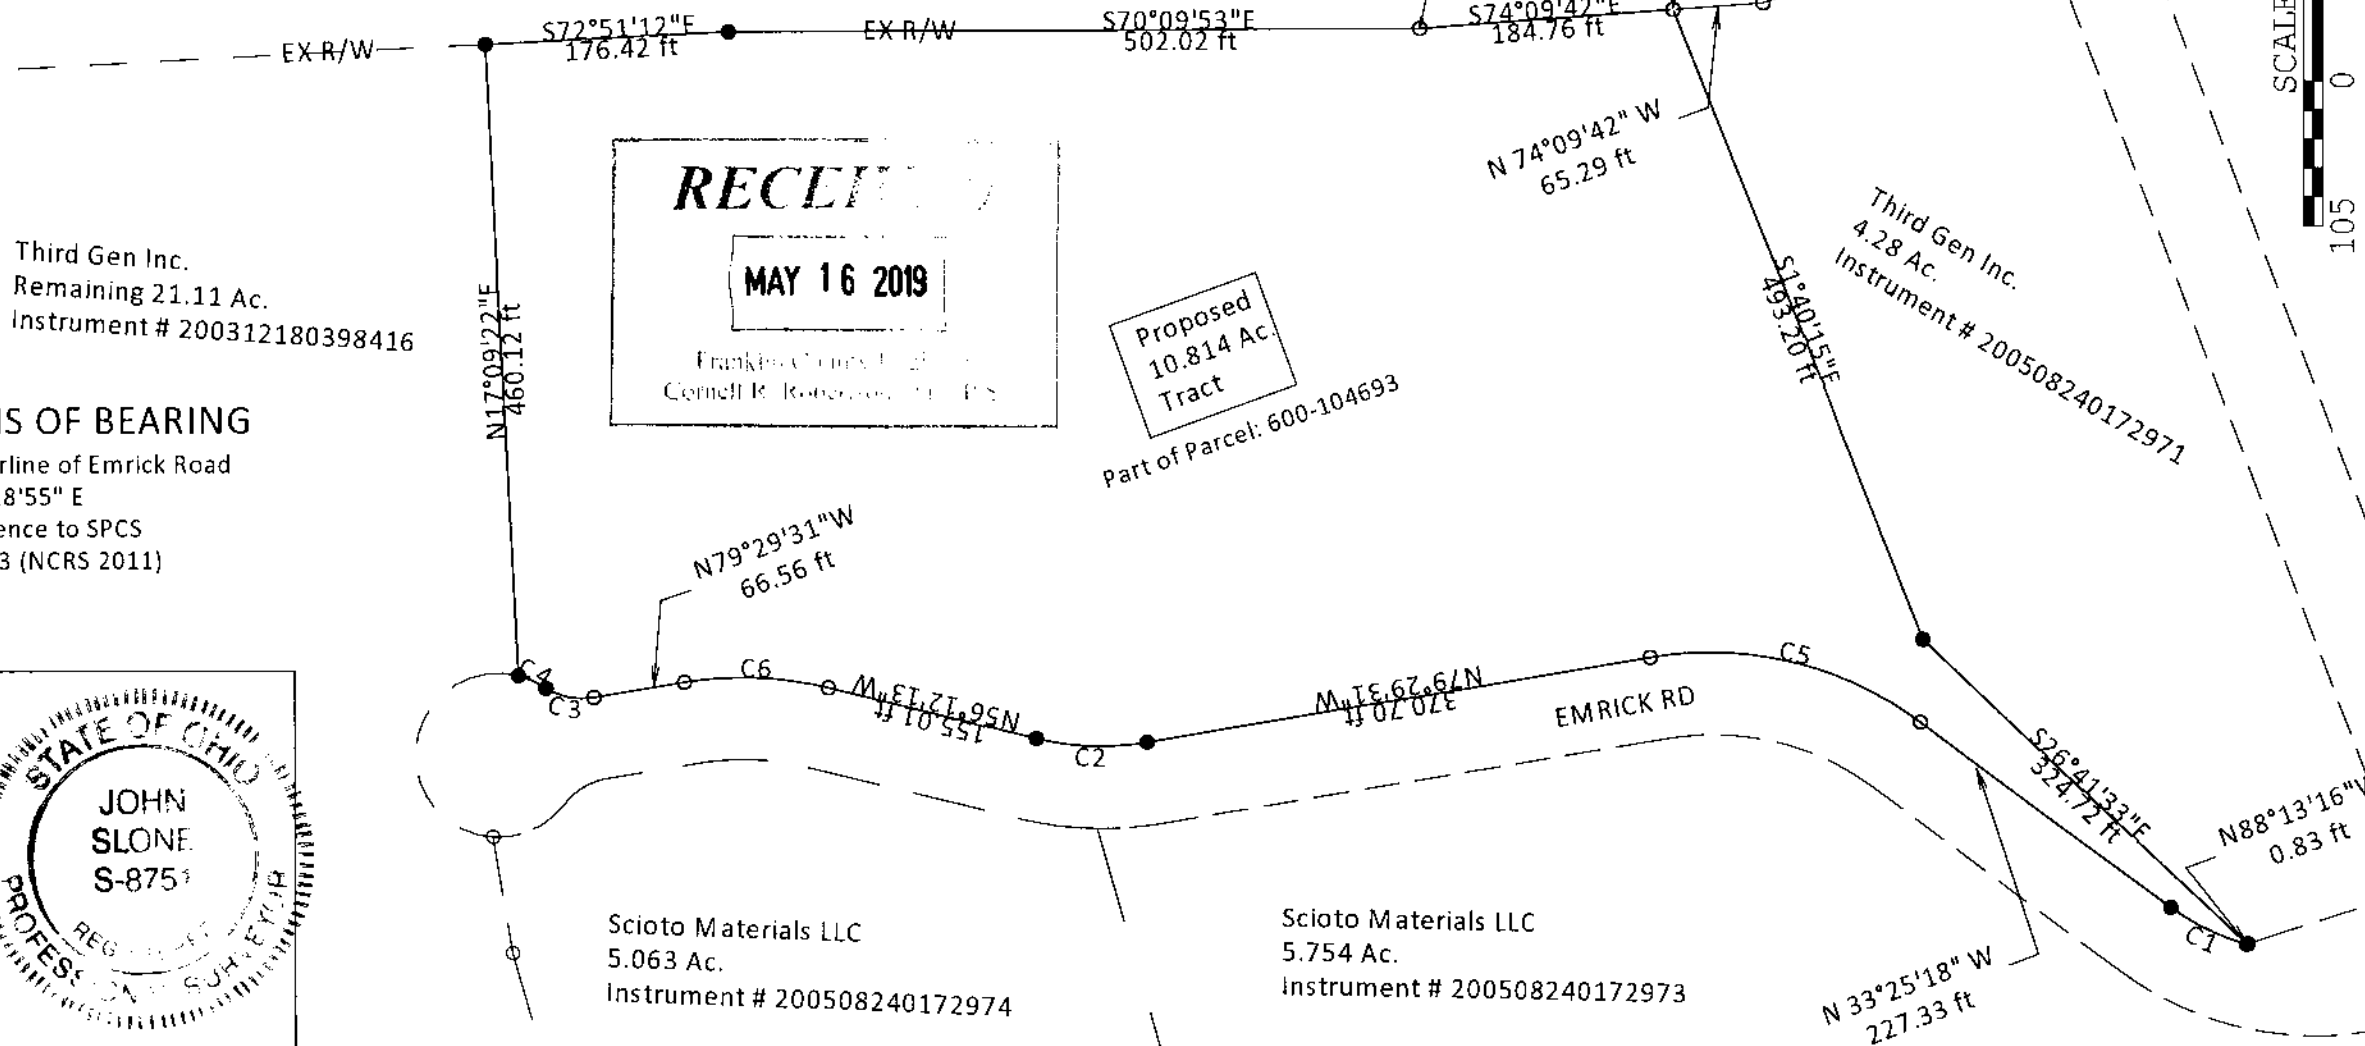 S72°51'12"E
176.42 ft
EX R/W
EX R/W
S70°09'53"E
502.02 ft
S74°09'42"E
184.76 ft
SCALE
0
105
N 74°09'42" W
65.29 ft
MAY 16 2019
Third Gen Inc.
Remaining 21.11 Ac.
Instrument # 200312180398416
N17°09'22"E
460.12 ft
Proposed
10.814 Ac.
Tract
Part of Parcel: 600-104693
S1°40'15"E
493.20 ft
Third Gen Inc.
4.28 Ac.
Instrument # 200508240172971
IS OF BEARING
rline of Emrick Road
8'55" E
ence to SPCS
3 (NCRS 2011)
N79°29'31"W
66.56 ft
C4
C3
C6
N56°12'13"W
155.01 ft
C2
N79°29'31"W
370.70 ft
EMRICK RD
C5
S26°41'33"E
324.72 ft
N88°13'16"
0.83 ft
C1
N 33°25'18" W
227.33 ft
STATE OF OHIO
JOHN
SLONE
S-875
Scioto Materials LLC
5.063 Ac.
Instrument # 200508240172974
Scioto Materials LLC
5.754 Ac.
Instrument # 200508240172973